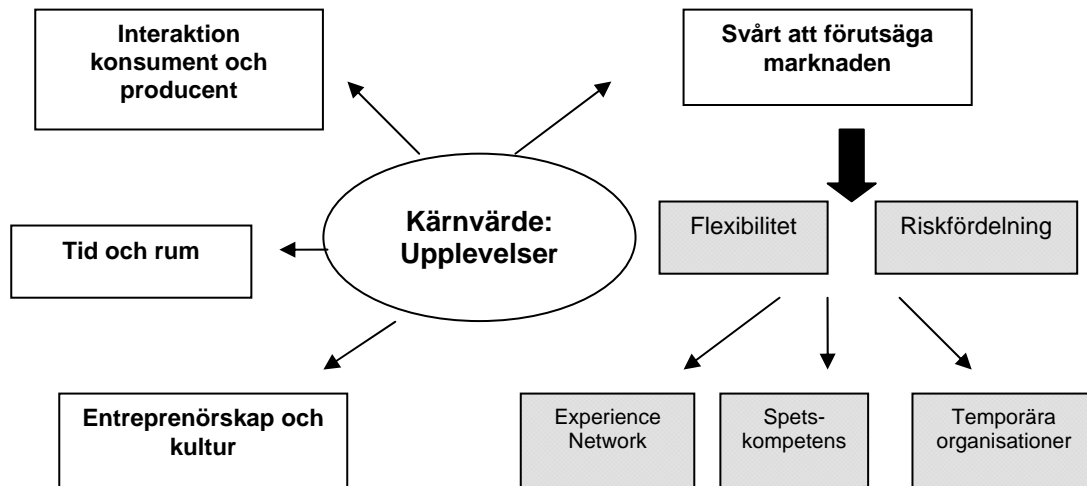 Interaktion
konsument och
producent
Svårt att förutsäga
marknaden
Kärnvärde:
Upplevelser
Flexibilitet
Riskfördelning
Tid och rum
Entreprenörskap och
kultur
Experience
Network
Spets-
kompetens
Temporära
organisationer